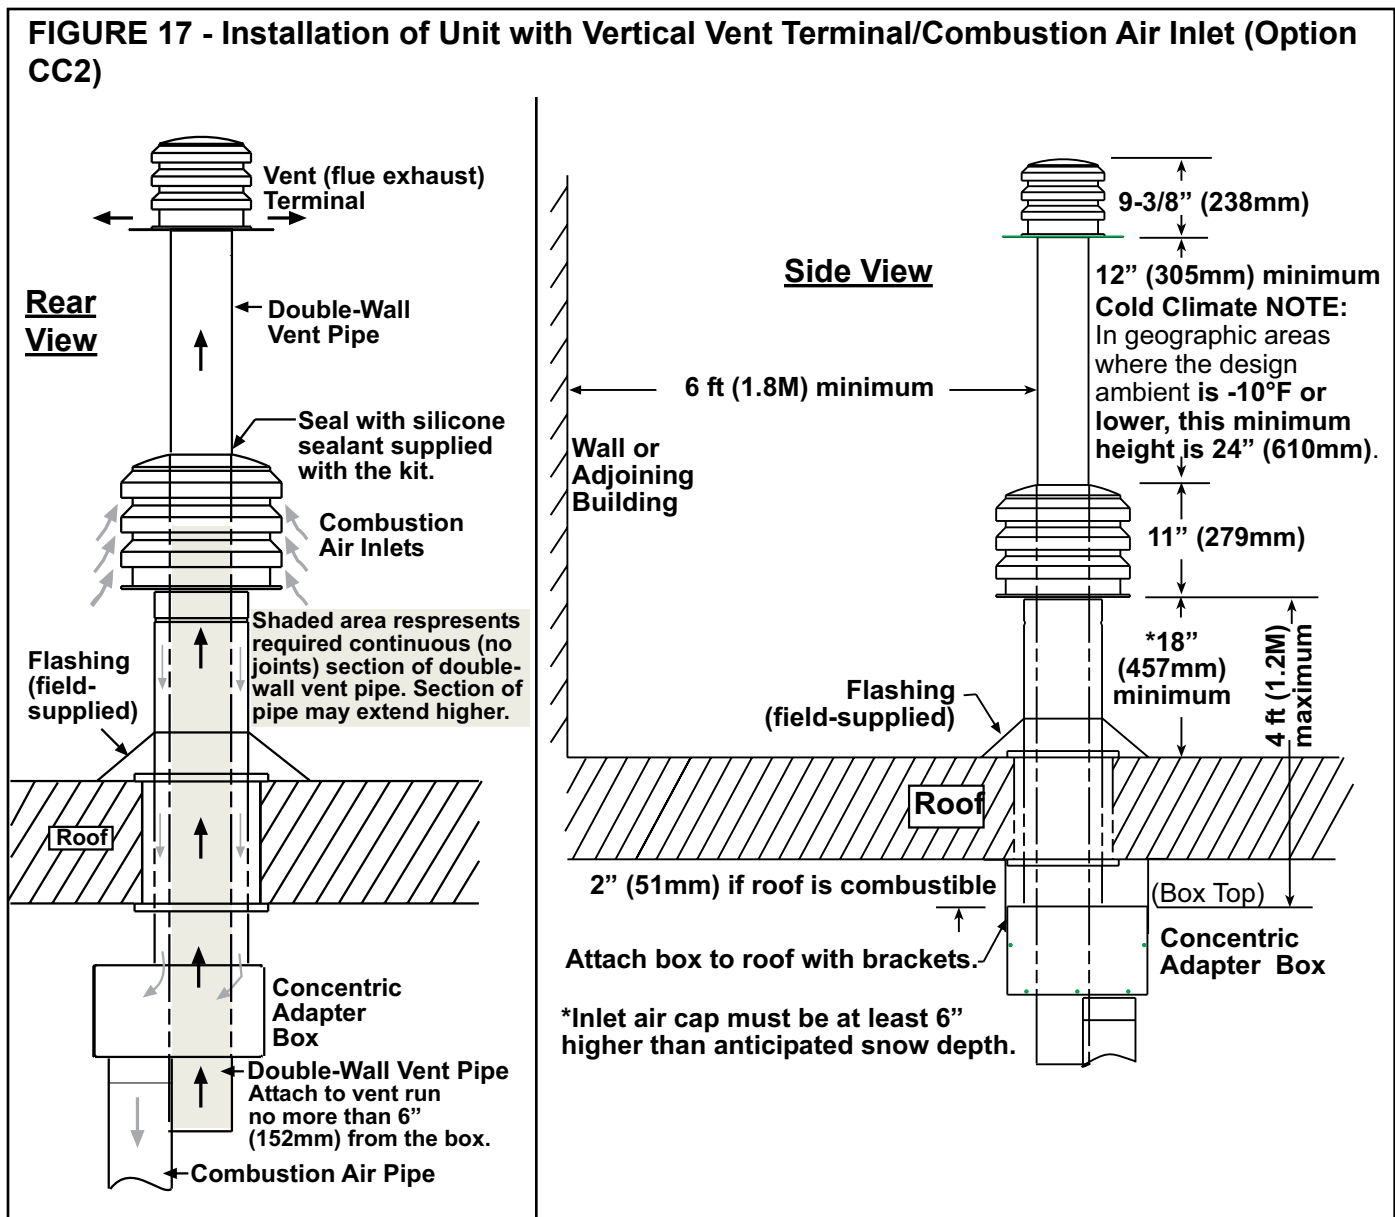 FIGURE 17 - Installation of Unit with Vertical Vent Terminal/Combustion Air Inlet (Option
CC2)
Rear
View
Vent (flue exhaust)
Terminal
Double-Wall
Vent Pipe
Seal with silicone
sealant supplied
with the kit.
Combustion
Air Inlets
Shaded area respresents
required continuous (no
joints) section of double-
wall vent pipe. Section of
pipe may extend higher.
Flashing
(field-
supplied)
Roof
Concentric
Adapter
Box
Double-Wall Vent Pipe
Attach to vent run
no more than 6”
(152mm) from the box.
Combustion Air Pipe
Side View
9-3/8” (238mm)
12” (305mm) minimum
Cold Climate NOTE:
In geographic areas
where the design
ambient is -10°F or
lower, this minimum
height is 24” (610mm).
6 ft (1.8M) minimum
Wall or
Adjoining
Building
11” (279mm)
*18”
(457mm)
minimum
4 ft (1.2M)
maximum
Flashing
(field-supplied)
Roof
2” (51mm) if roof is combustible
(Box Top)
Attach box to roof with brackets.
Concentric
Adapter Box
*Inlet air cap must be at least 6”
higher than anticipated snow depth.